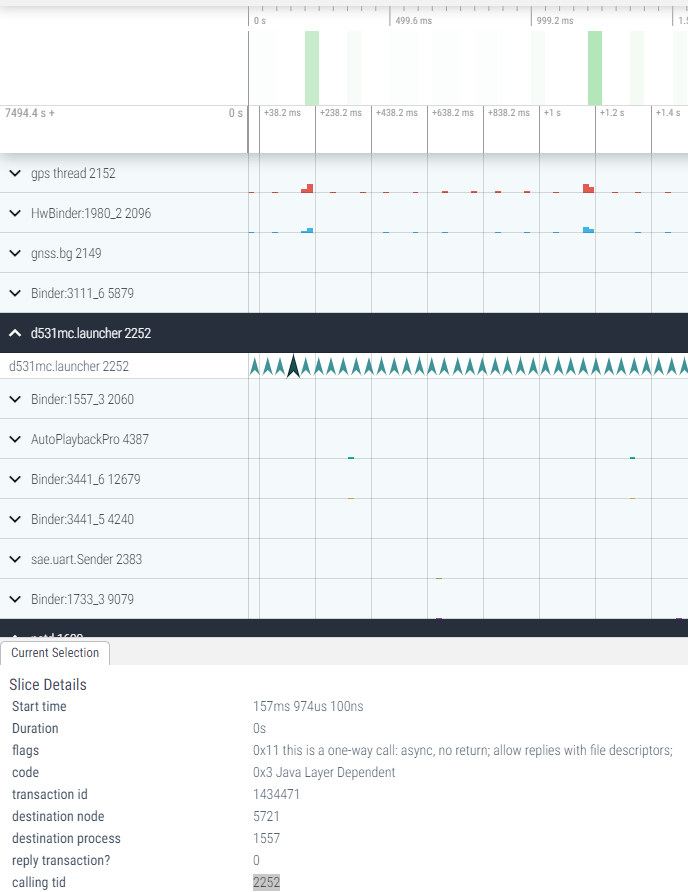 0 s 499.6 ms 999.2 ms 1.5
7494.4 s + 0 s +38.2 ms +238.2 ms +438.2 ms +638.2 ms +838.2 ms +1 s +1.2 s +1.4 s
gps thread 2152
HwBinder:1980_2 2096
gnss.bg 2149
Binder:3111_6 5879
d531mc.launcher 2252
d531mc.launcher 2252
Binder:1557_3 2060
AutoPlaybackPro 4387
Binder:3441_6 12679
Binder:3441_5 4240
sae.uart.Sender 2383
Binder:1733_3 9079
Current Selection
Slice Details
Start time 157ms 974us 100ns
Duration 0s
flags 0x11 this is a one-way call: async, no return; allow replies with file descriptors;
code 0x3 Java Layer Dependent
transaction id 1434471
destination node 5721
destination process 1557
reply transaction? 0
calling tid 2252